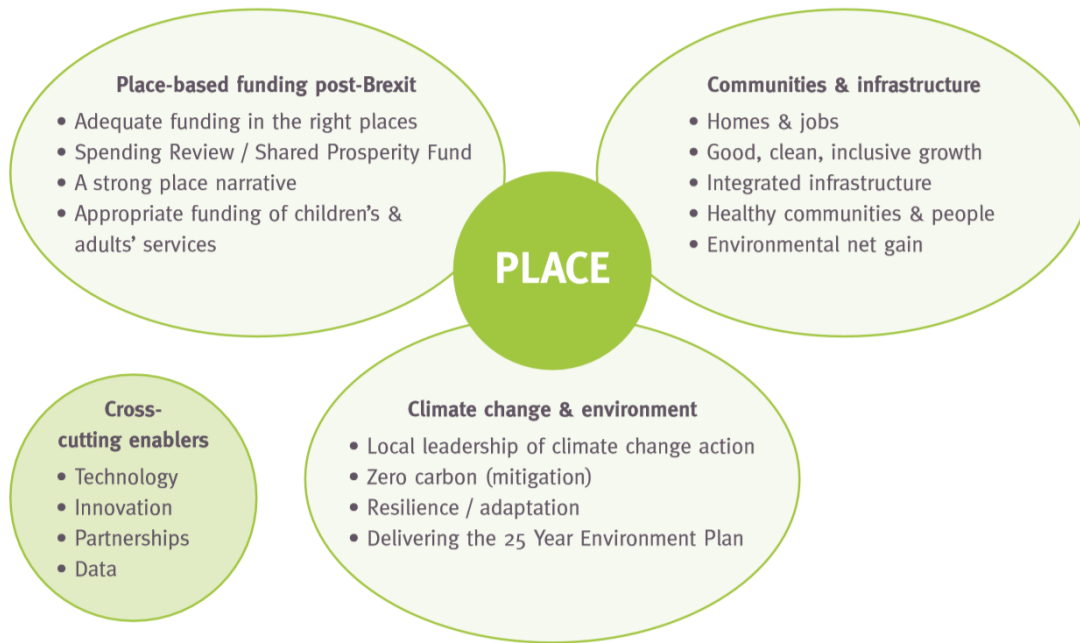 Place-based funding post-Brexit
• Adequate funding in the right places
• Spending Review / Shared Prosperity Fund
• A strong place narrative
• Appropriate funding of children’s &
adults’ services
Communities & infrastructure
• Homes & jobs
• Good, clean, inclusive growth
• Integrated infrastructure
• Healthy communities & people
• Environmental net gain
PLACE
Cross-
cutting enablers
• Technology
• Innovation
• Partnerships
• Data
Climate change & environment
• Local leadership of climate change action
• Zero carbon (mitigation)
• Resilience / adaptation
• Delivering the 25 Year Environment Plan